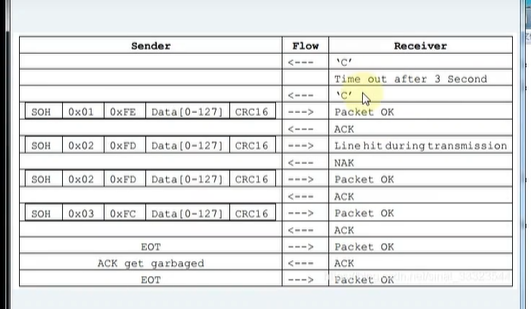 Sender Flow Receiver
<--- 'C'
Time out after 3 Second
<--- 'C'
SOH 0x01 0xFE Data[0-127] CRC16 ---> Packet OK
<--- ACK
SOH 0x02 0xFD Data[0-127] CRC16 ---> Line hit during transmission
<--- NAK
SOH 0x02 0xFD Data[0-127] CRC16 ---> Packet OK
<--- ACK
SOH 0x03 0xFC Data[0-127] CRC16 ---> Packet OK
<--- ACK
EOT ---> Packet OK
ACK get garbaged <--- ACK
EOT ---> Packet OK